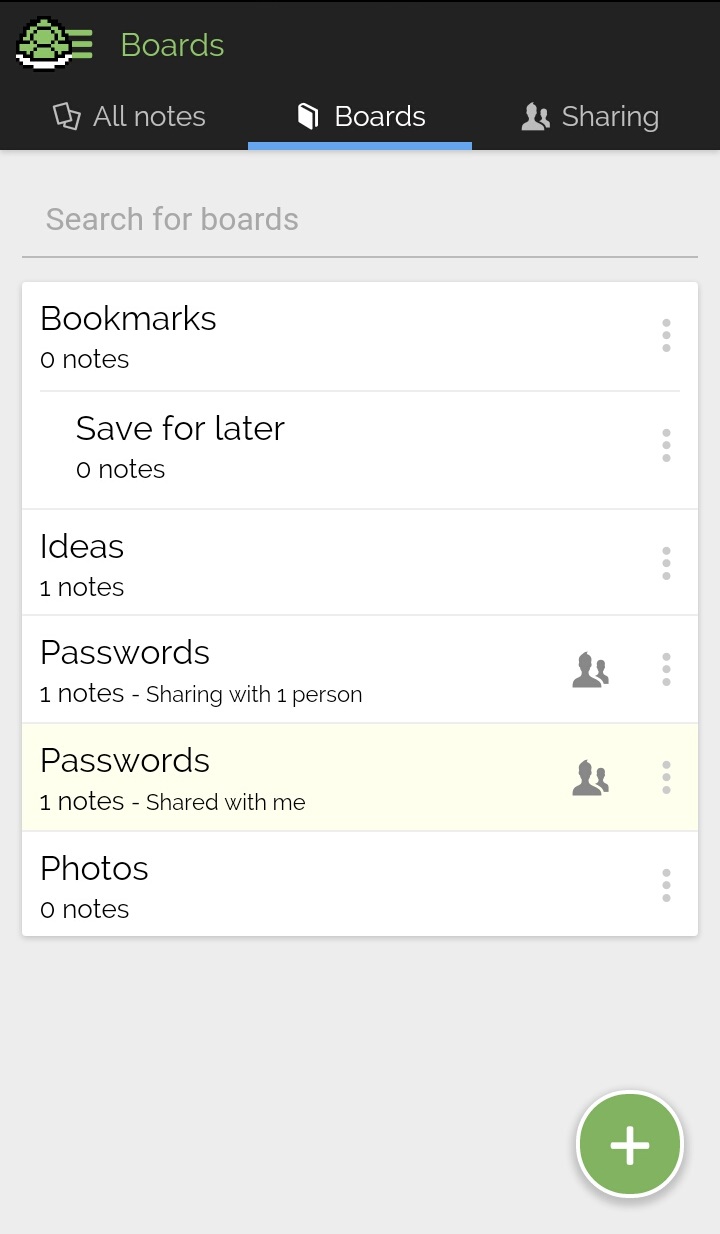 Boards
All notes Boards Sharing
Search for boards
Bookmarks
0 notes
Save for later
0 notes
Ideas
1 notes
Passwords
1 notes - Sharing with 1 person
Passwords
1 notes - Shared with me
Photos
0 notes